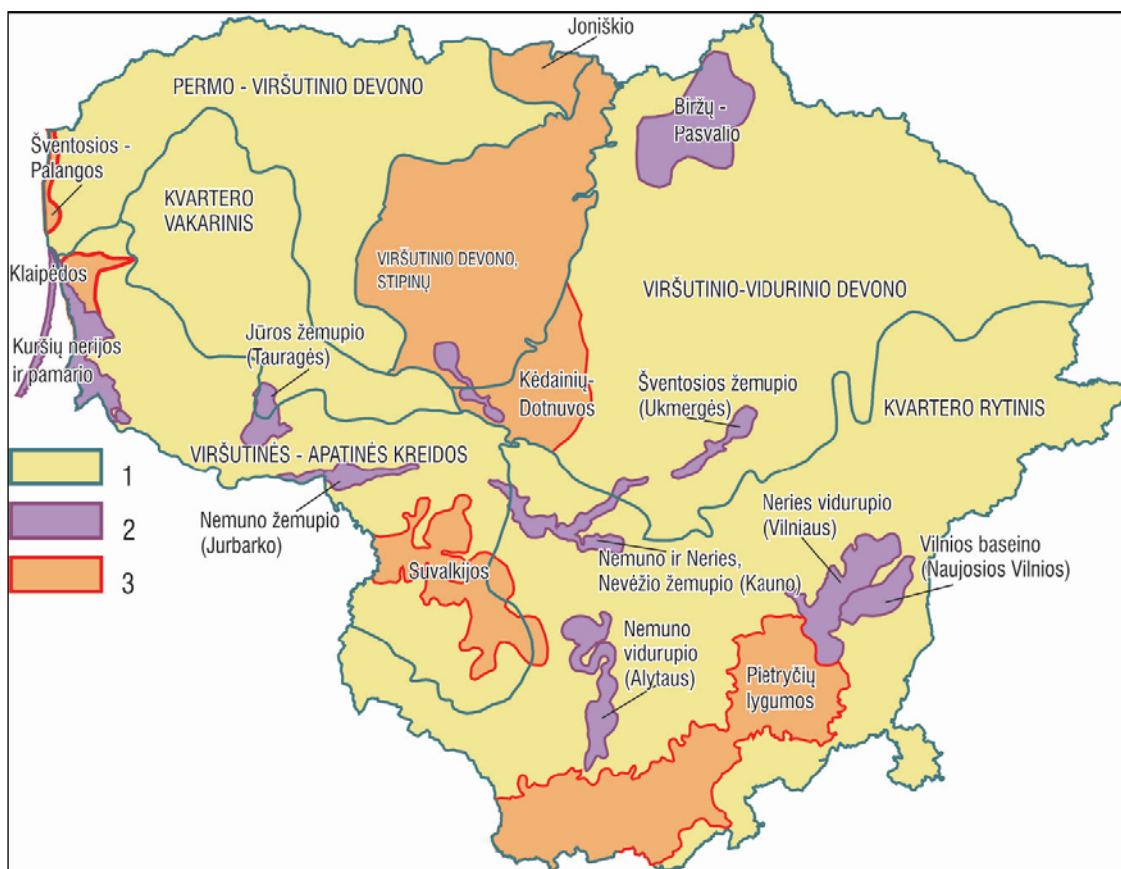 Joniškio
PERMO - VIRŠUTINIO DEVONO
Biržų -
Pasvalio
Šventosios -
Palangos
KVARTERO
VAKARINIS
Klaipėdos
VIRŠUTINIO DEVONO,
STIPINŲ
VIRŠUTINIO-VIDURINIO DEVONO
Kuršių nerijos
ir pamario
Jūros žemupio
(Tauragės)
Kėdainių-
Dotnuvos
Šventosios žemupio
(Ukmergės)
KVARTERO RYTINIS
VIRŠUTINĖS - APATINĖS KREIDOS
1
2
3
Nemuno žemupio
(Jurbarko)
Neries vidurupio
(Vilniaus)
Vilnios baseino
(Naujosios Vilnios)
Nemuno ir Neries,
Nevėžio žemupio (Kauno)
Suvalkijos
Nemuno
vidurupio
(Alytaus)
Pietryčių
lygumos